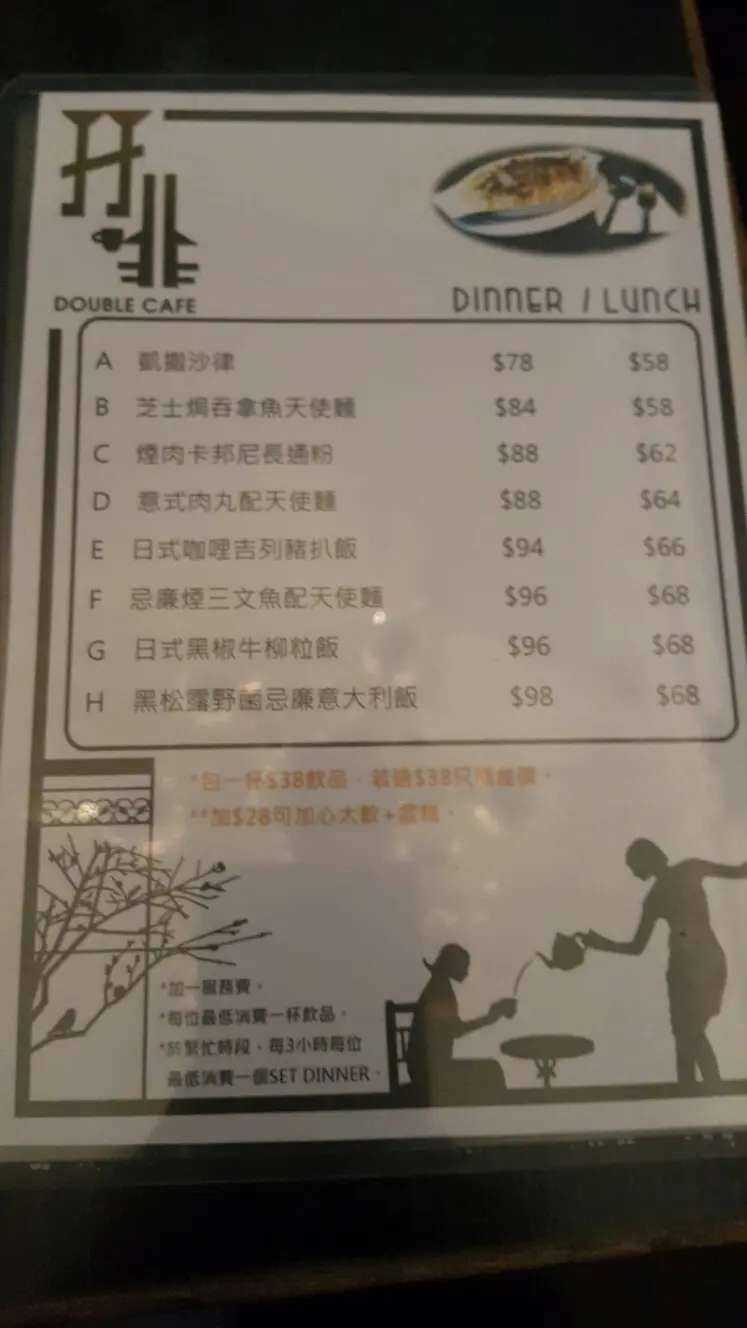 DOUBLE CAFE
DINNER / LUNCH
A 凱撒沙律 $78 $58
B 芝士焗吞拿魚天使麵 $84 $58
C 煙肉卡邦尼長通粉 $88 $62
D 意式肉丸配天使麵 $88 $64
E 日式咖哩吉列豬扒飯 $94 $66
F 忌廉煙三文魚配天使麵 $96 $68
G 日式黑椒牛柳粒飯 $96 $68
H 黑松露野菌忌廉意大利飯 $98 $68
*包一杯$38飲品，若過$38只需維價。
**加$28可加心太軟+雪糕。
*加一服務費。
*每位最低消費一杯飲品。
*於繁忙時段，每3小時每位
最低消費一個SET DINNER。